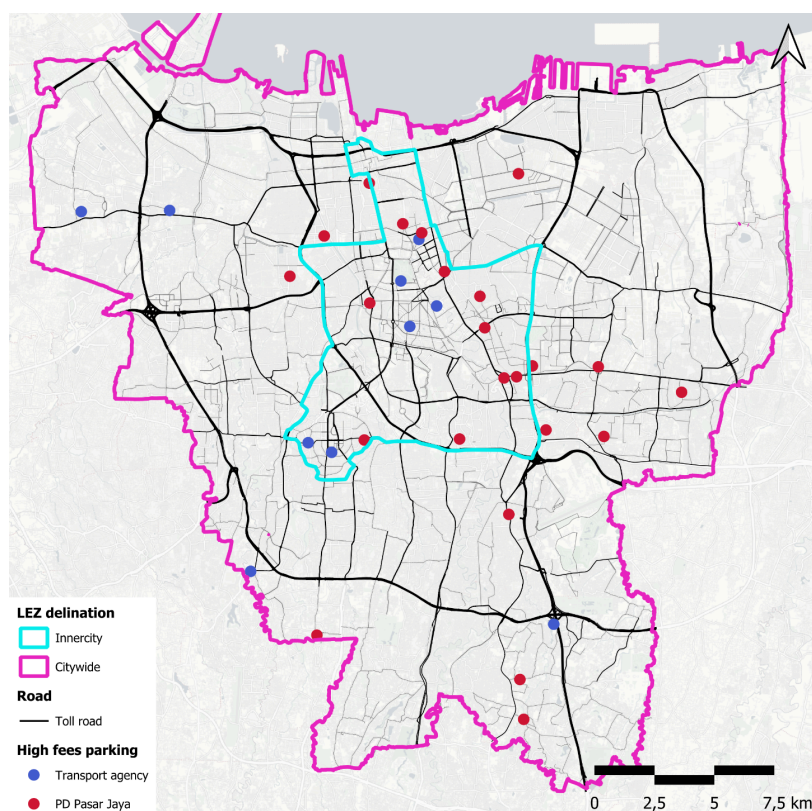 LEZ delination
Innercity
Citywide
Road
Toll road
High fees parking
Transport agency
PD Pasar Jaya
0 2,5 5 7,5 km